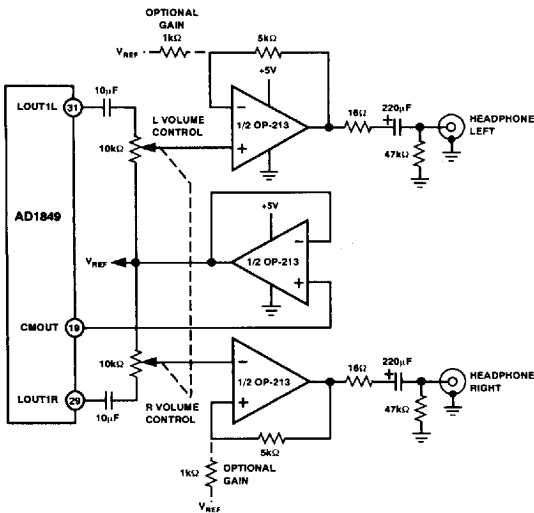 OPTIONAL
GAIN
1kΩ
VREF
5kΩ
+5V
10μF
LOUT1L
31
L VOLUME
CONTROL
10kΩ
−
+
1/2 OP-213
16Ω
220μF
+
47kΩ
HEADPHONE
LEFT
AD1849
+5V
VREF
1/2 OP-213
−
+
CMOUT
19
10kΩ
−
+
1/2 OP-213
16Ω
220μF
+
47kΩ
HEADPHONE
RIGHT
LOUT1R
29
10μF
R VOLUME
CONTROL
5kΩ
1kΩ
OPTIONAL
GAIN
VREF